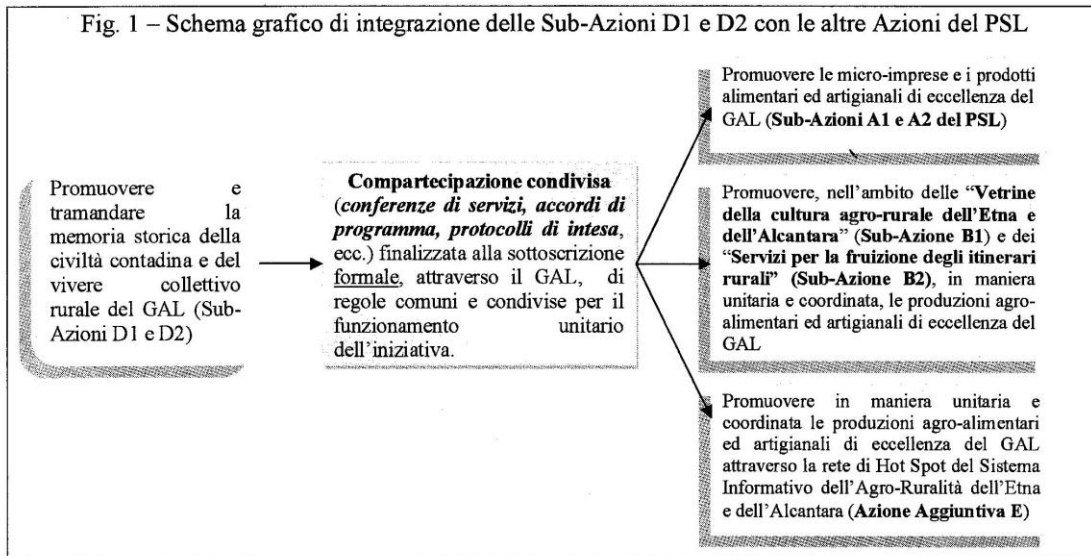 Fig. 1 – Schema grafico di integrazione delle Sub-Azioni D1 e D2 con le altre Azioni del PSL
Promuovere e
tramandare la
memoria storica della
civiltà contadina e del
vivere collettivo
rurale del GAL (Sub-
Azioni D1 e D2)
Compartecipazione condivisa
(conferenze di servizi, accordi di
programma, protocolli di intesa,
ecc.) finalizzata alla sottoscrizione
formale, attraverso il GAL, di
regole comuni e condivise per il
funzionamento unitario
dell'iniziativa.
Promuovere le micro-imprese e i prodotti
alimentari ed artigianali di eccellenza del
GAL (Sub-Azioni A1 e A2 del PSL)
Promuovere, nell'ambito delle “Vetrine
della cultura agro-rurale dell'Etna e
dell'Alcantara” (Sub-Azione B1) e dei
“Servizi per la fruizione degli itinerari
rurali” (Sub-Azione B2), in maniera
unitaria e coordinata, le produzioni agro-
alimentari ed artigianali di eccellenza del
GAL
Promuovere in maniera unitaria e
coordinata le produzioni agro-alimentari
ed artigianali di eccellenza del GAL
attraverso la rete di Hot Spot del Sistema
Informativo dell'Agro-Ruralità dell'Etna
e dell'Alcantara (Azione Aggiuntiva E)